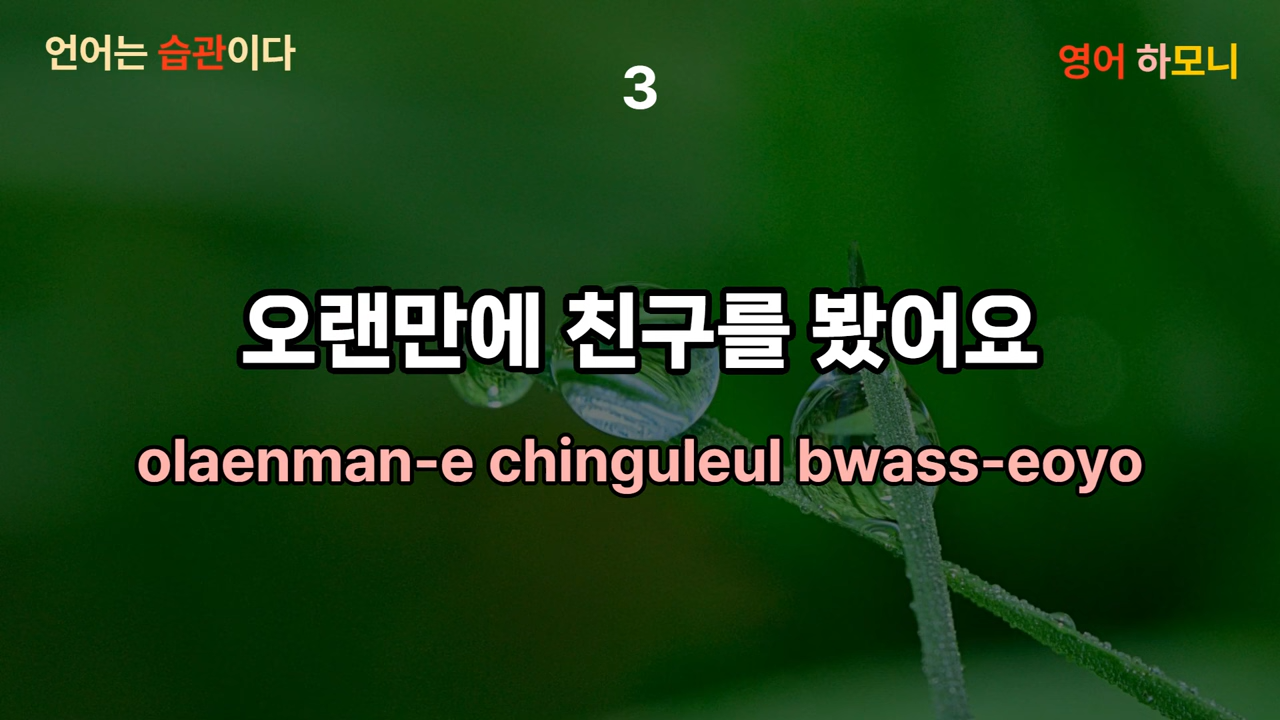 언어는 습관이다
3
영어 하모니
오랜만에 친구를 봤어요
olaenman-e chinguleul bwass-eoyo